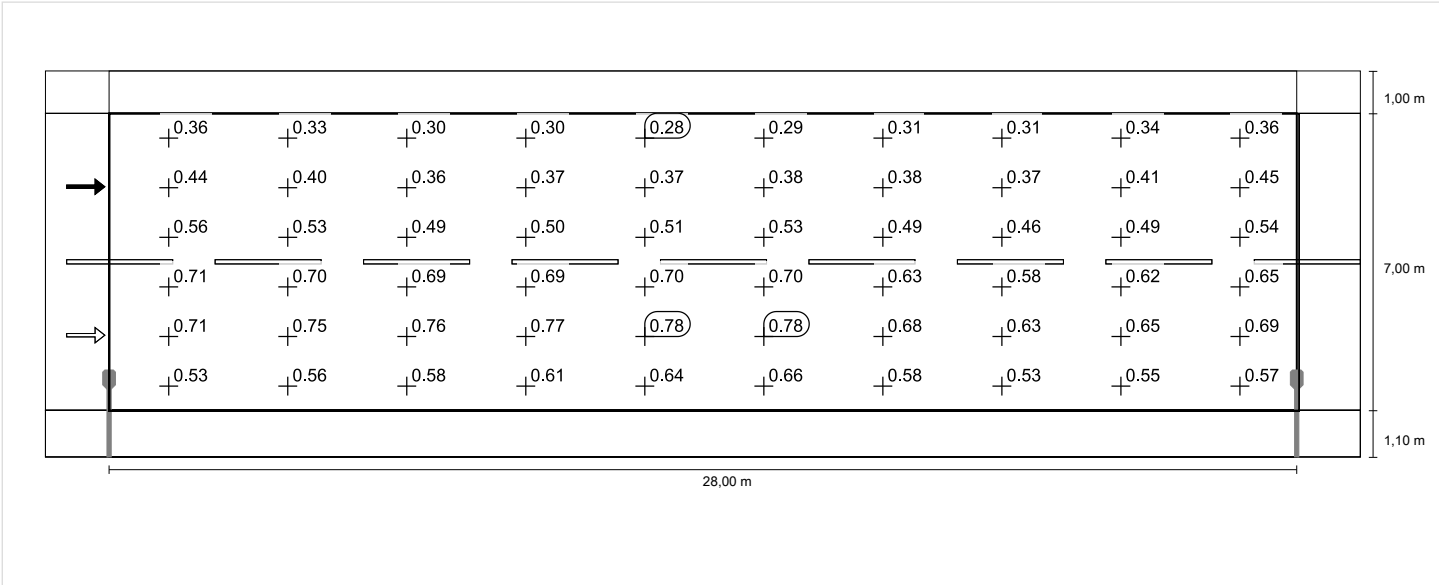 1,00 m
0.36 0.33 0.30 0.30 0.28 0.29 0.31 0.31 0.34 0.36
0.44 0.40 0.36 0.37 0.37 0.38 0.38 0.37 0.41 0.45
0.56 0.53 0.49 0.50 0.51 0.53 0.49 0.46 0.49 0.54
7,00 m
0.71 0.70 0.69 0.69 0.70 0.70 0.63 0.58 0.62 0.65
0.71 0.75 0.76 0.77 0.78 0.78 0.68 0.63 0.65 0.69
0.53 0.56 0.58 0.61 0.64 0.66 0.58 0.53 0.55 0.57
1,10 m
28,00 m